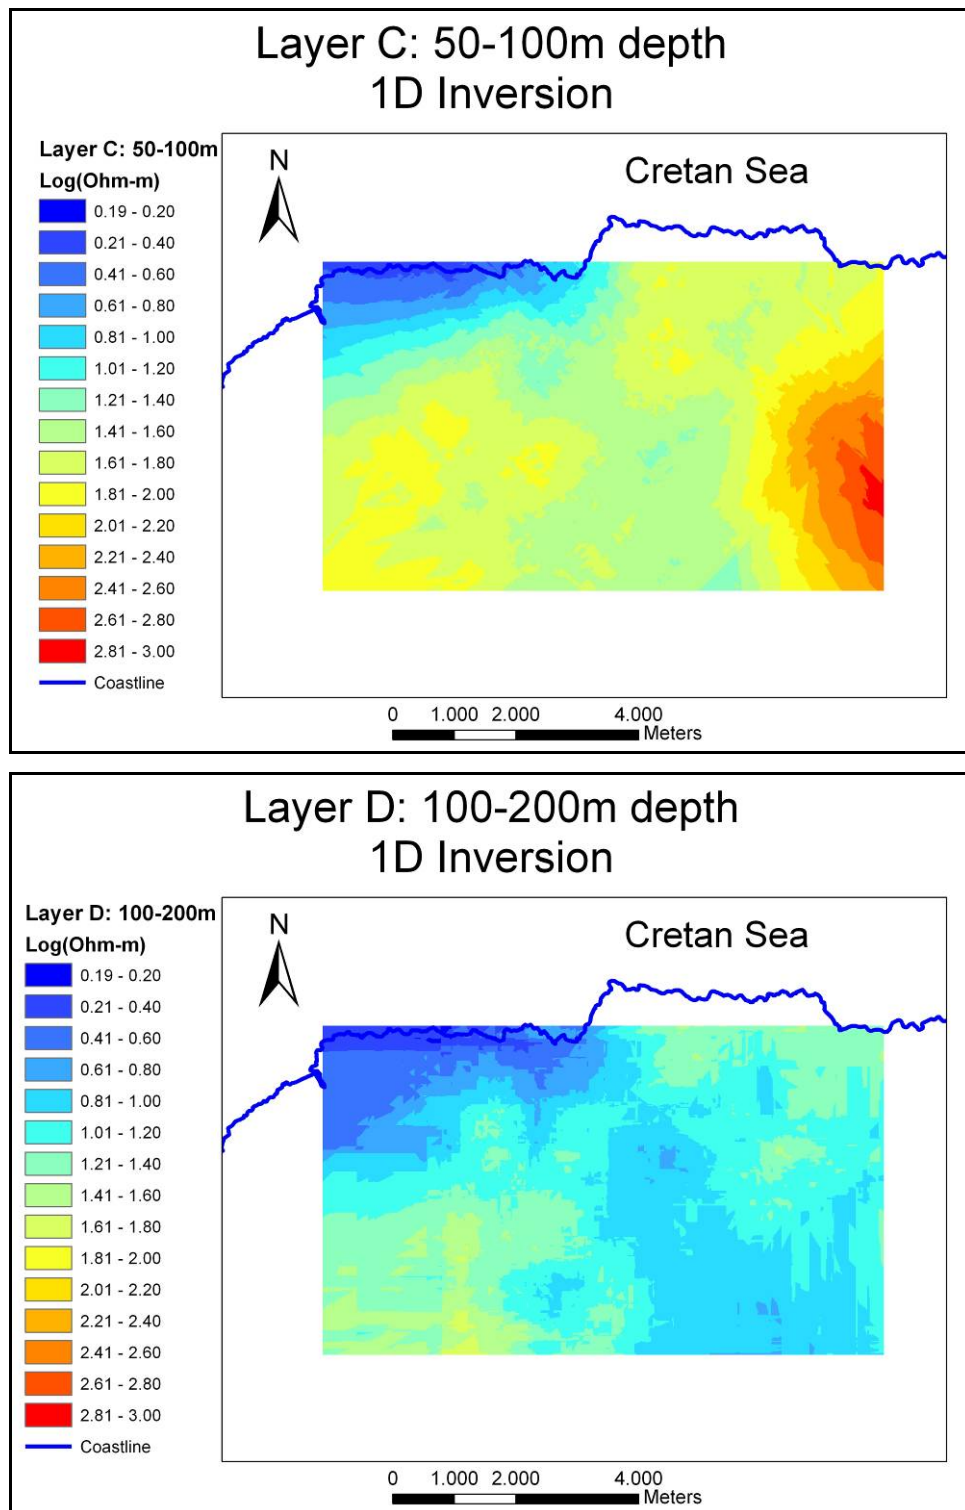 Layer C: 50-100m depth
1D Inversion
Layer C: 50-100m
Log(Ohm-m)
0.19 - 0.20
0.21 - 0.40
0.41 - 0.60
0.61 - 0.80
0.81 - 1.00
1.01 - 1.20
1.21 - 1.40
1.41 - 1.60
1.61 - 1.80
1.81 - 2.00
2.01 - 2.20
2.21 - 2.40
2.41 - 2.60
2.61 - 2.80
2.81 - 3.00
Coastline
N
Cretan Sea
0 1.000 2.000 4.000
Meters
Layer D: 100-200m depth
1D Inversion
Layer D: 100-200m
Log(Ohm-m)
0.19 - 0.20
0.21 - 0.40
0.41 - 0.60
0.61 - 0.80
0.81 - 1.00
1.01 - 1.20
1.21 - 1.40
1.41 - 1.60
1.61 - 1.80
1.81 - 2.00
2.01 - 2.20
2.21 - 2.40
2.41 - 2.60
2.61 - 2.80
2.81 - 3.00
Coastline
N
Cretan Sea
0 1.000 2.000 4.000
Meters